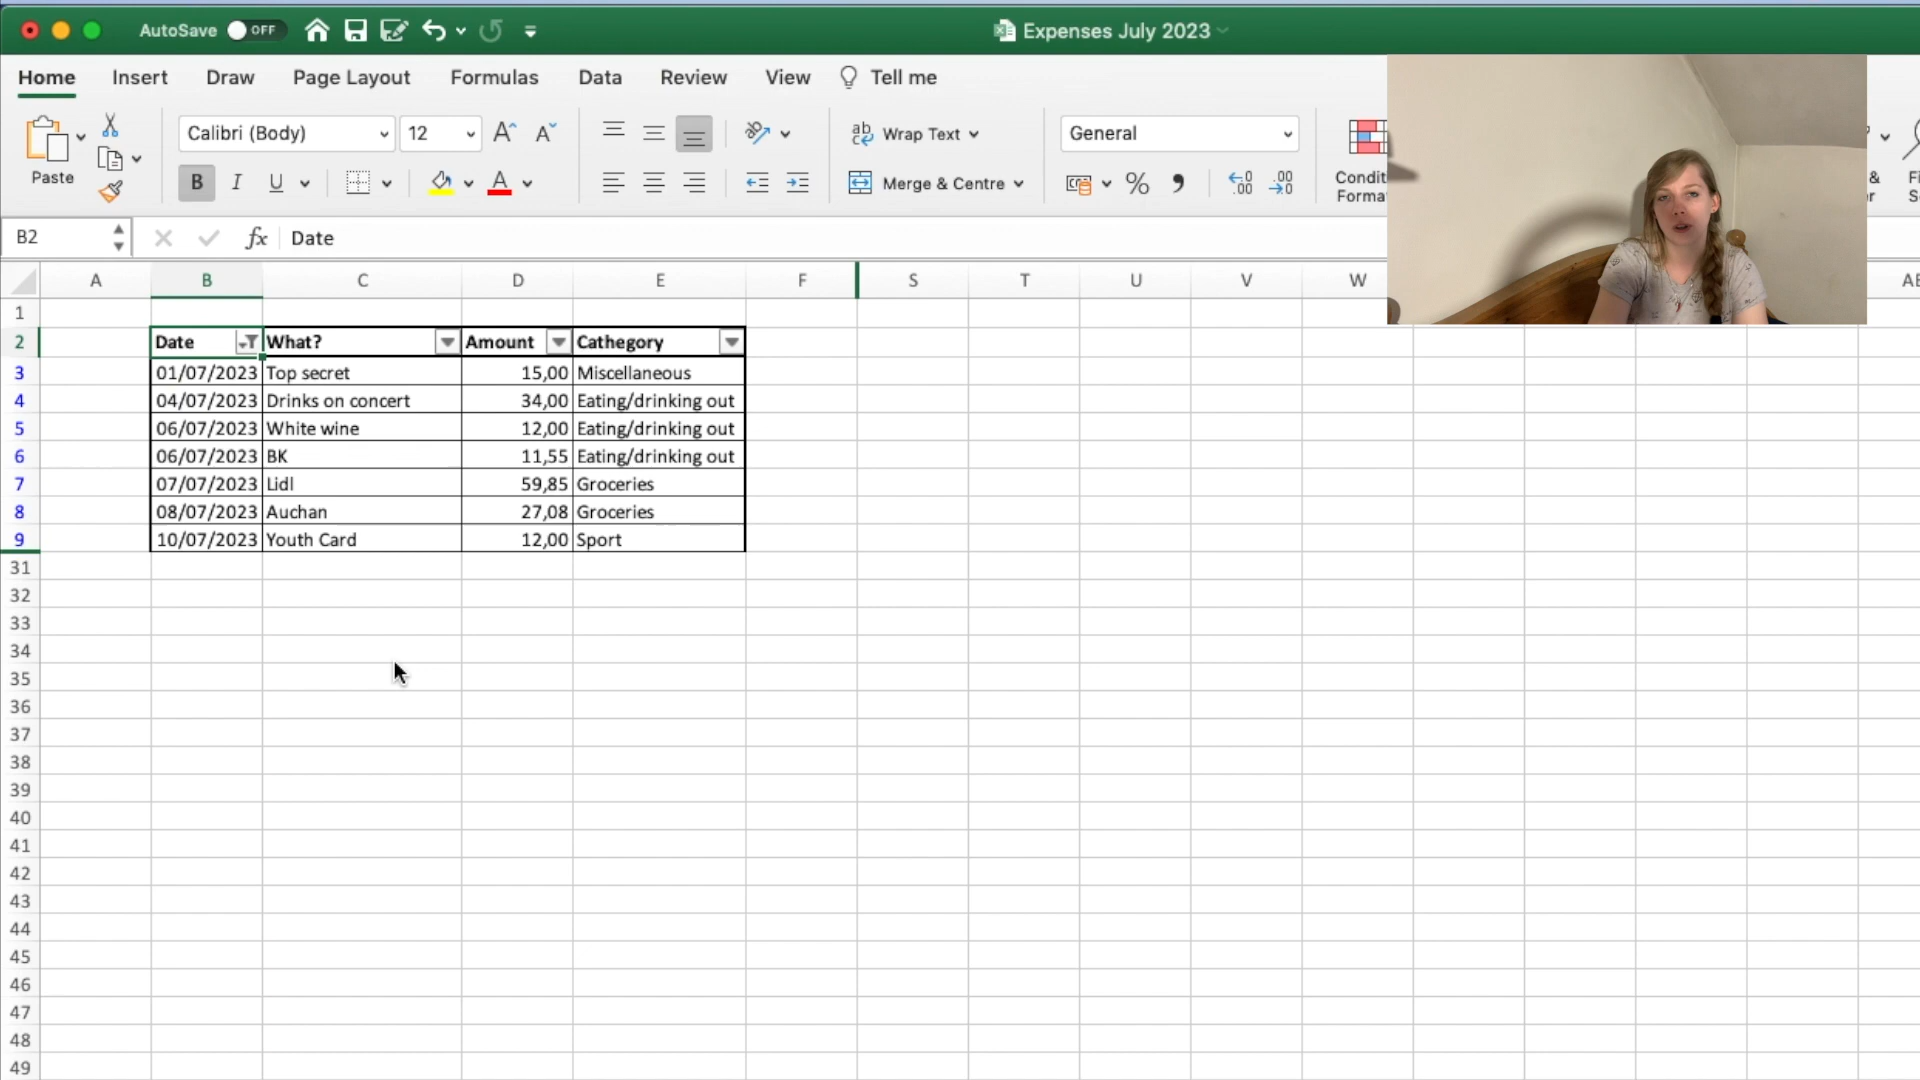 AutoSave OFF Expenses July 2023
Home Insert Draw Page Layout Formulas Data Review View Tell me
Calibri (Body) 12 Wrap Text General
Paste B I U A Merge & Centre % Condit
Forma
B2 fx Date
A B C D E F S T U V W
1
2 Date What? Amount Cathegory
3 01/07/2023 Top secret 15,00 Miscellaneous
4 04/07/2023 Drinks on concert 34,00 Eating/drinking out
5 06/07/2023 White wine 12,00 Eating/drinking out
6 06/07/2023 BK 11,55 Eating/drinking out
7 07/07/2023 Lidl 59,85 Groceries
8 08/07/2023 Auchan 27,08 Groceries
9 10/07/2023 Youth Card 12,00 Sport
31
32
33
34
35
36
37
38
39
40
41
42
43
44
45
46
47
48
49